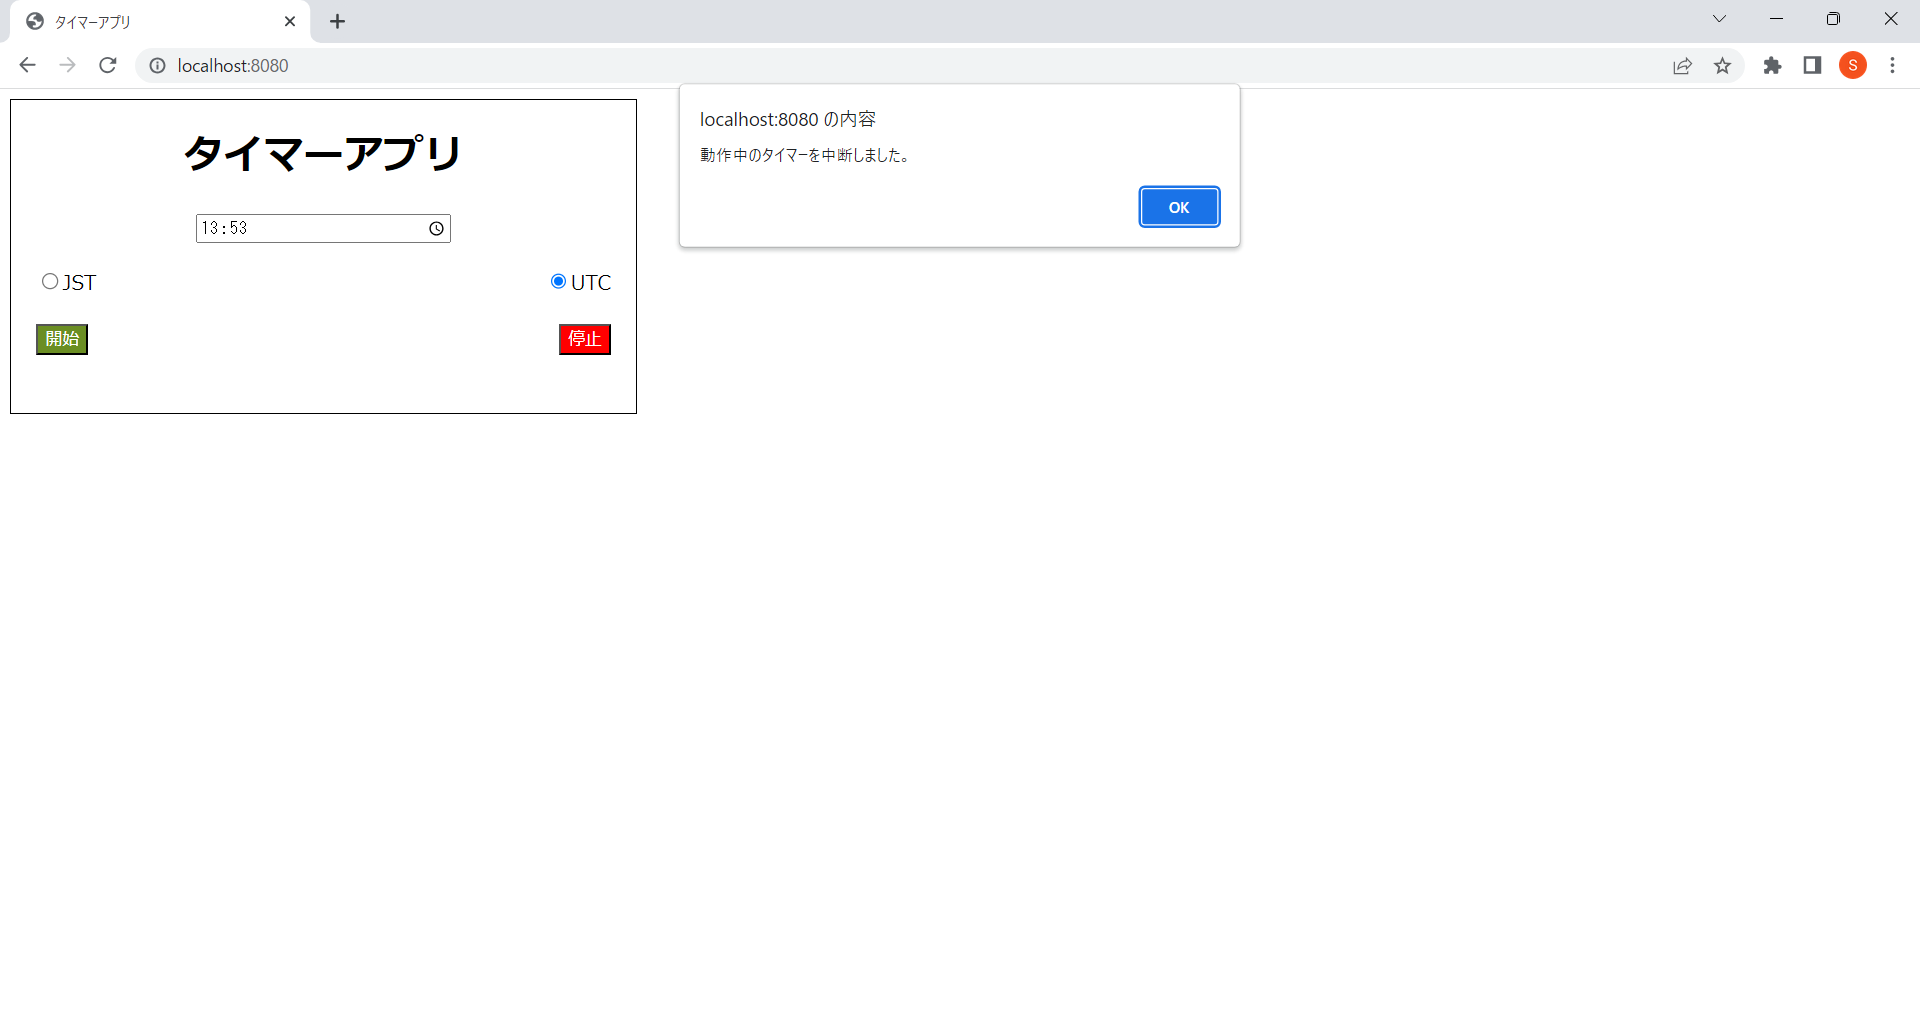 タイマーアプリ
localhost:8080
S
localhost:8080 の内容
動作中のタイマーを中断しました。
OK
タイマーアプリ
13:53
JST
UTC
開始
停止